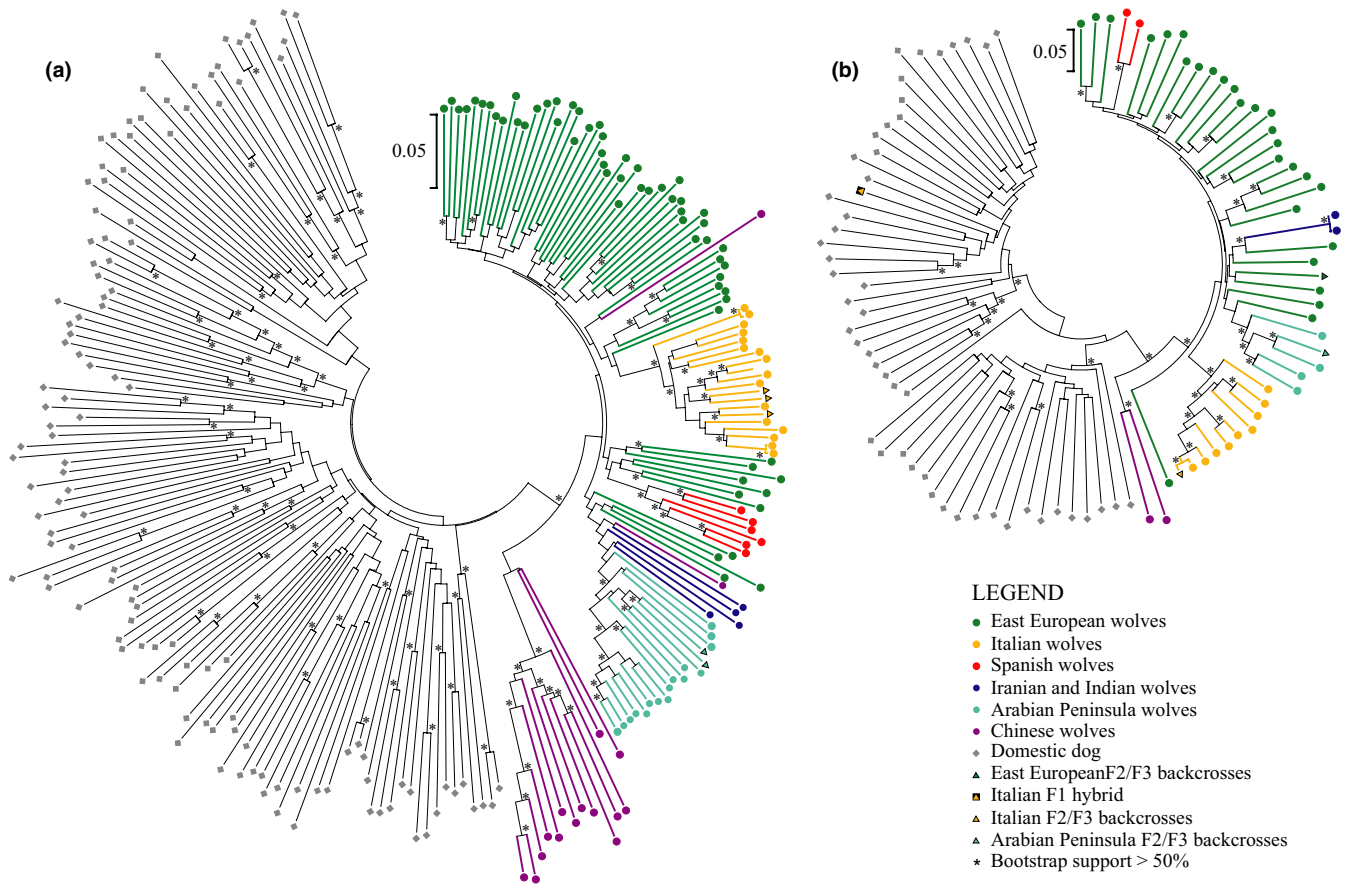 (a)
0.05
(b)
0.05
LEGEND
East European wolves
Italian wolves
Spanish wolves
Iranian and Indian wolves
Arabian Peninsula wolves
Chinese wolves
Domestic dog
East EuropeanF2/F3 backcrosses
Italian F1 hybrid
Italian F2/F3 backcrosses
Arabian Peninsula F2/F3 backcrosses
* Bootstrap support > 50%